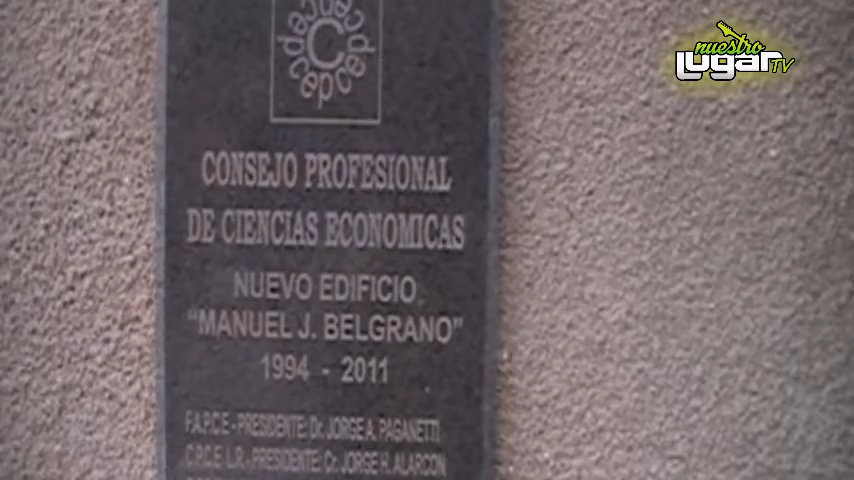 nuestro
LUGAR TV
CONSEJO PROFESIONAL
DE CIENCIAS ECONOMICAS
NUEVO EDIFICIO
“MANUEL J. BELGRANO”
1994 - 2011
F.A.P.C.E - PRESIDENTE: Dr. JORGE A. PAGANETTI
C.P.C.E. L.R - PRESIDENTE: Cr. JORGE H. ALARCON